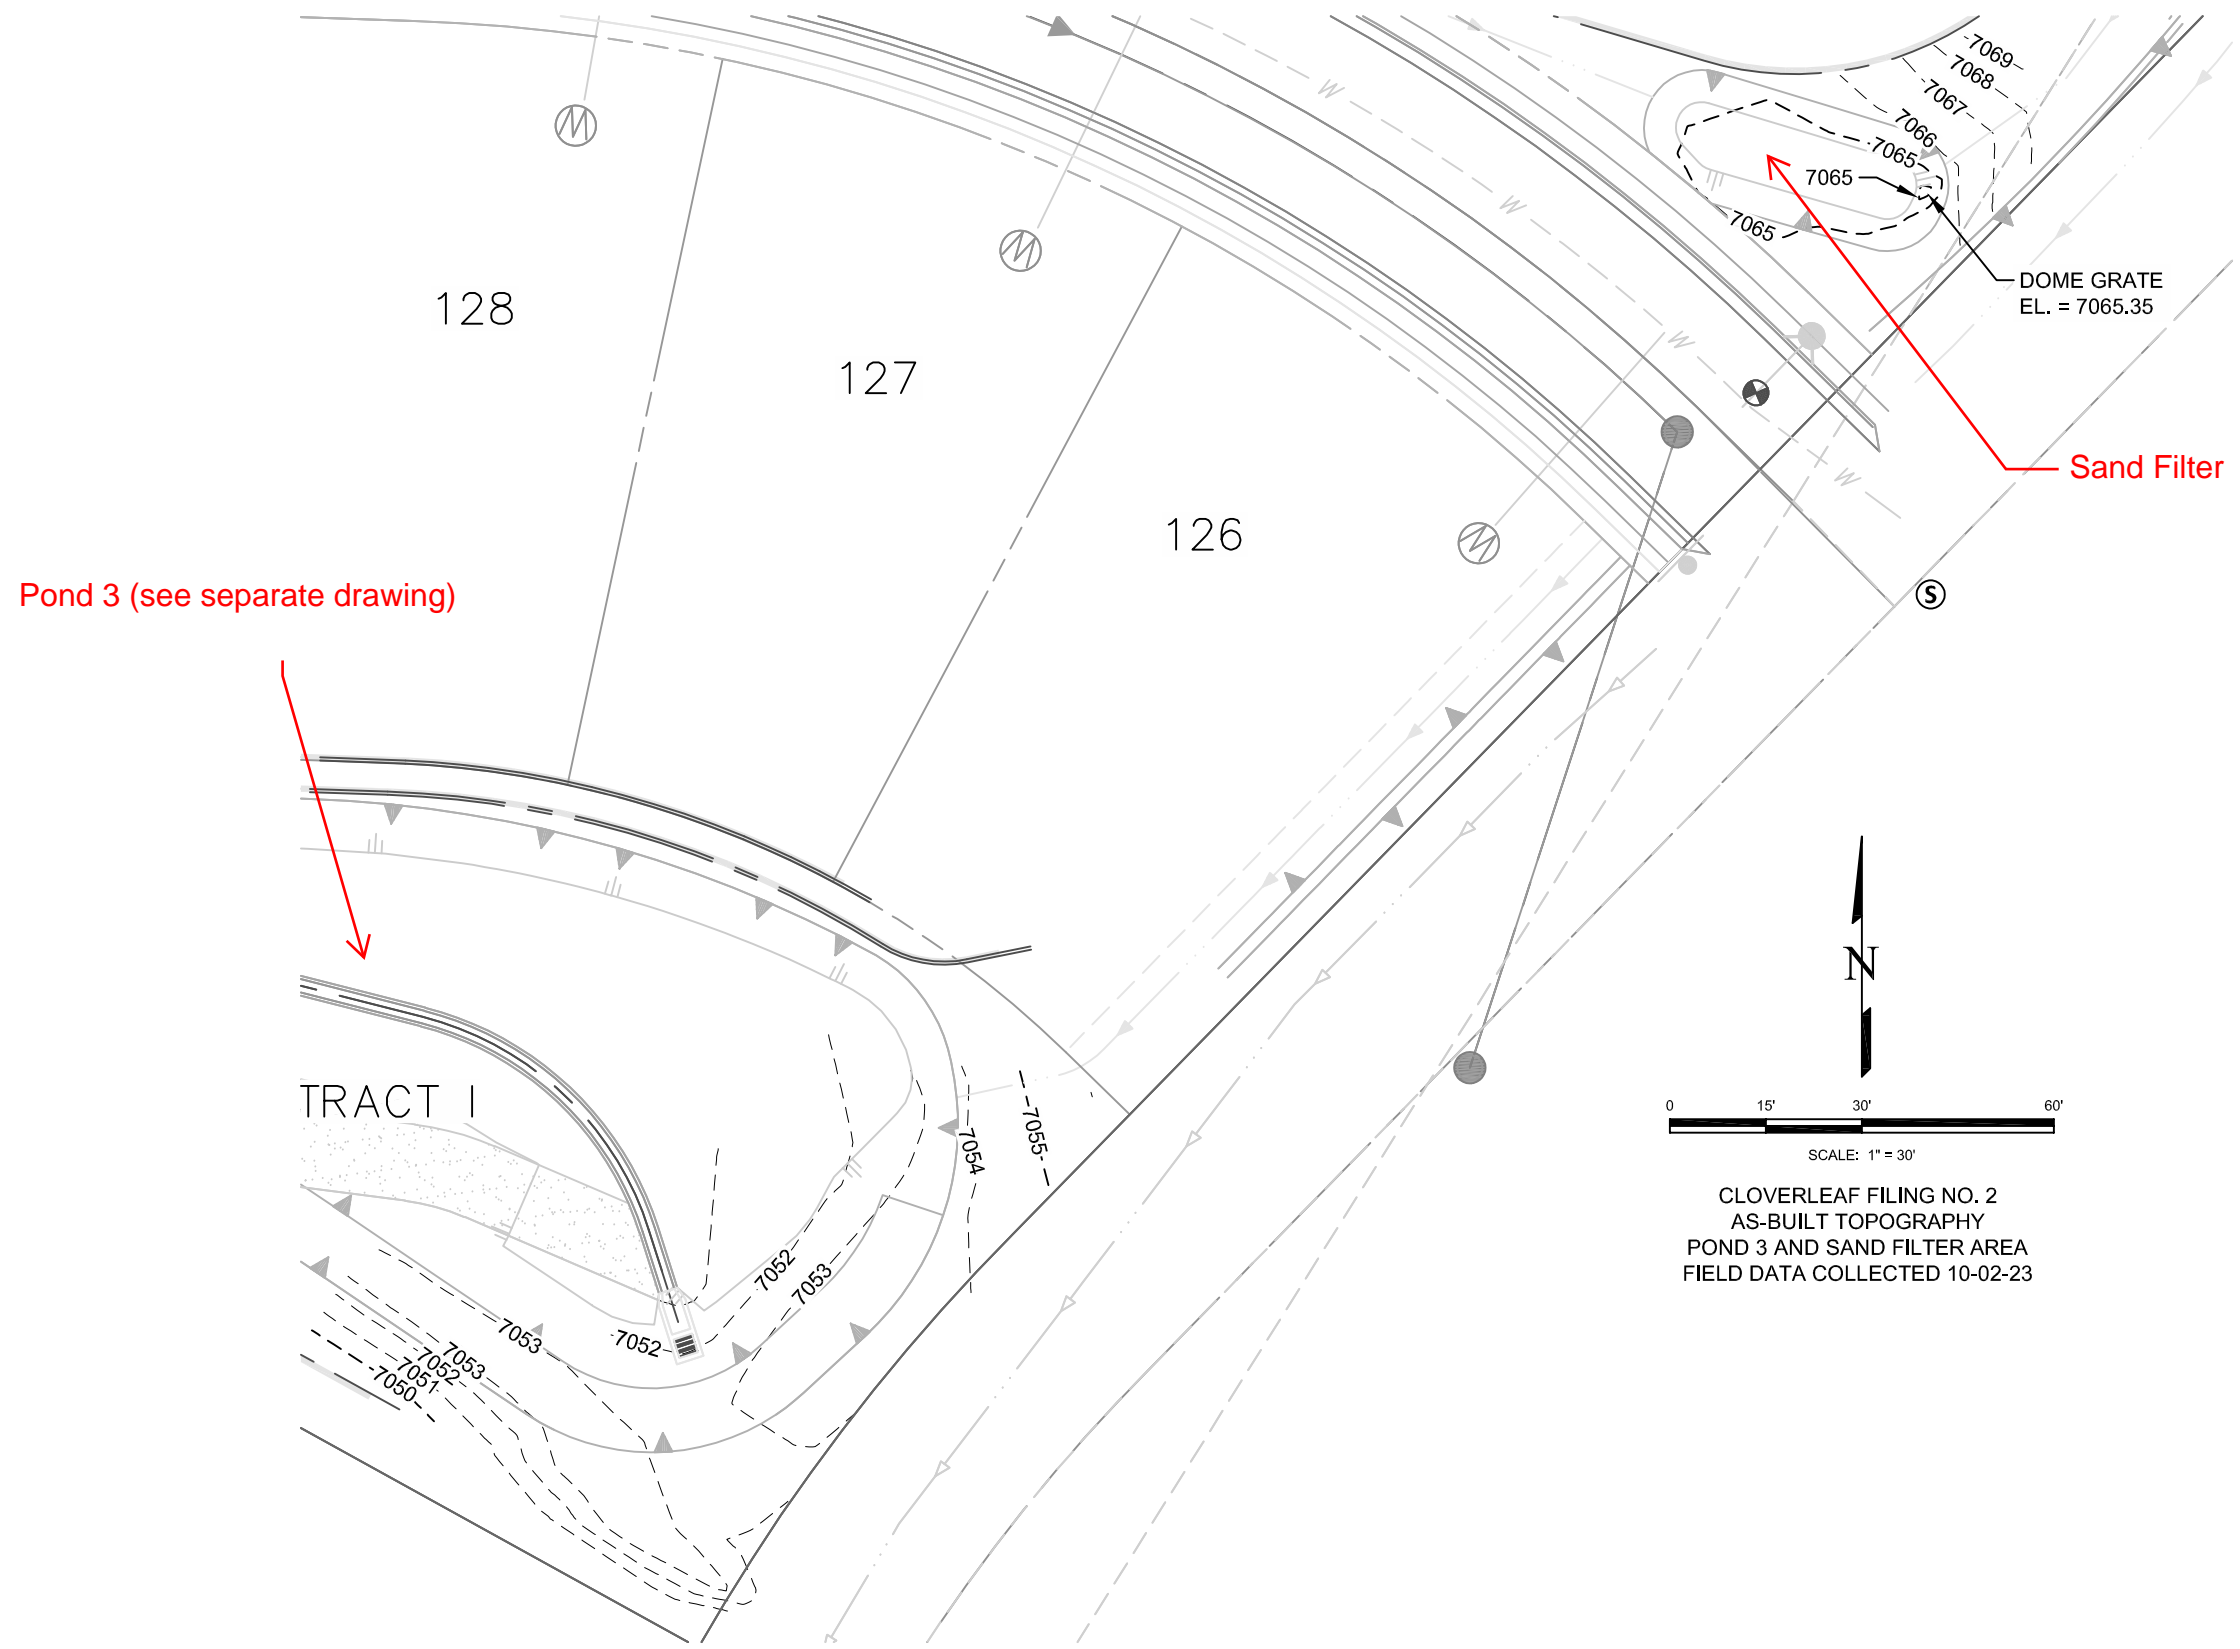 -7069-
7068
-7067
7066
-7065
7065
7065
DOME GRATE
EL. = 7065.35
128
127
126
W
W
W
W
Sand Filter
Pond 3 (see separate drawing)
S
N
TRACT I
7054
-7055-
0 15' 30' 60'
SCALE: 1" = 30'
CLOVERLEAF FILING NO. 2
AS-BUILT TOPOGRAPHY
POND 3 AND SAND FILTER AREA
FIELD DATA COLLECTED 10-02-23
7052
7053
-7053
-7052-
7053
7052
7051
-7050